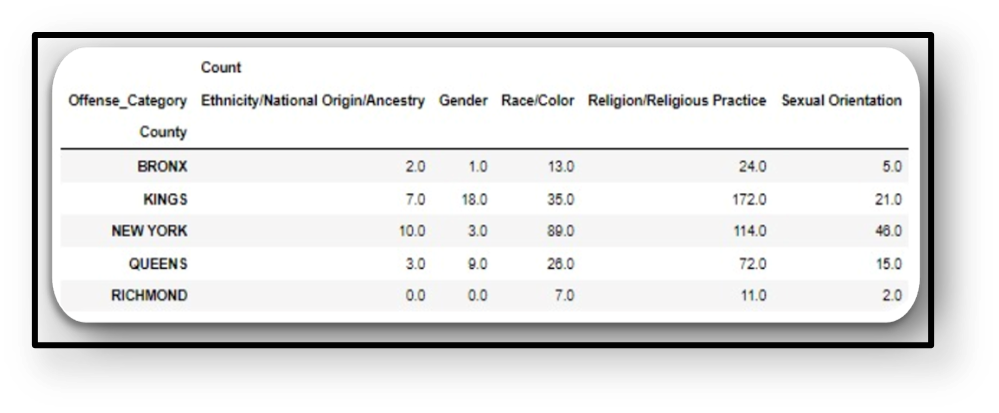 Count
Offense_Category Ethnicity/National Origin/Ancestry Gender Race/Color Religion/Religious Practice Sexual Orientation
County
BRONX 2.0 1.0 13.0 24.0 5.0
KINGS 7.0 18.0 35.0 172.0 21.0
NEW YORK 10.0 3.0 89.0 114.0 46.0
QUEENS 3.0 9.0 26.0 72.0 15.0
RICHMOND 0.0 0.0 7.0 11.0 2.0